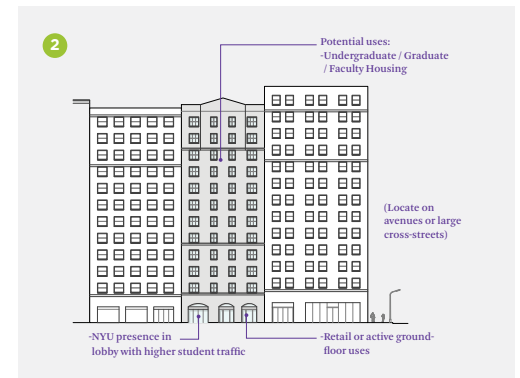 2
Potential uses:
-Undergraduate / Graduate
/ Faculty Housing
(Locate on
avenues or large
cross-streets)
-NYU presence in
lobby with higher student traffic
-Retail or active ground-
floor uses